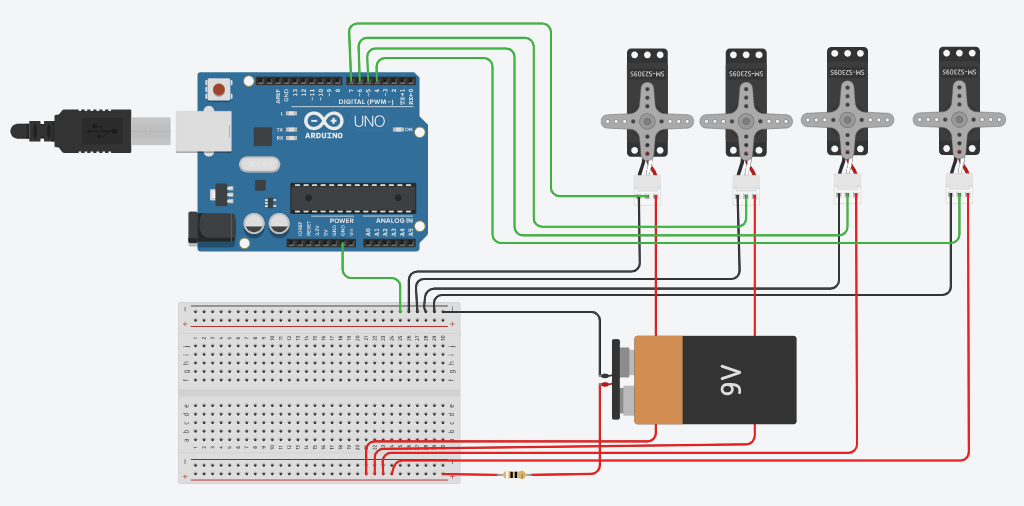 SM-S2309S
SM-S2309S
SM-S2309S
SM-S2309S
AREF
GND
13
12
~11
~10
~9
8
7
~6
~5
4
~3
2
TX→1
RX←0
DIGITAL (PWM~)
L
TX
RX
ARDUINO
UNO
ON
POWER
ANALOG IN
IOREF
RESET
3.3V
5V
GND
GND
Vin
A0
A1
A2
A3
A4
A5
9V